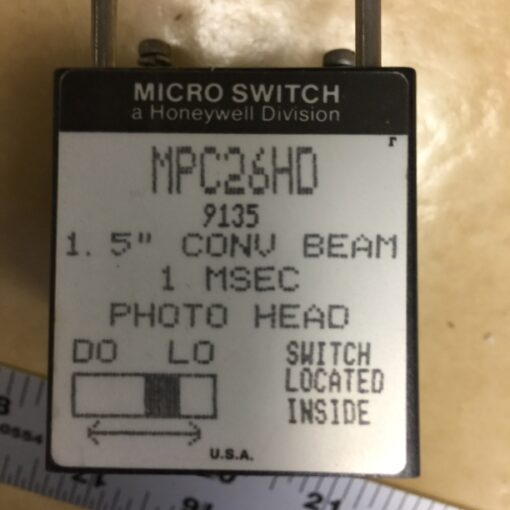 MICRO SWITCH
a Honeywell Division
MPC26HD
9135
1.5" CONV BEAM
1 MSEC
PHOTO HEAD
DO LO
SWITCH
LOCATED
INSIDE
U.S.A.
21